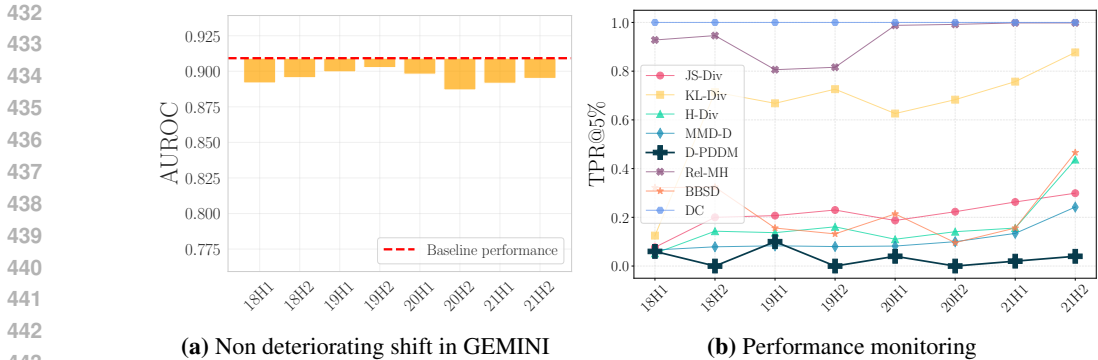 432
433
434
435
436
437
438
439
440
441
442
AUROC
0.925
0.900
0.875
0.850
0.825
0.800
0.775
Baseline performance
18H1
18H2
19H1
19H2
20H1
20H2
21H1
21H2
(a) Non deteriorating shift in GEMINI
TPR@5%
1.0
0.8
0.6
0.4
0.2
0.0
JS-Div
KL-Div
H-Div
MMD-D
D-PDDM
Rel-MH
BBSD
DC
18H1
18H2
19H1
19H2
20H1
20H2
21H1
21H2
(b) Performance monitoring